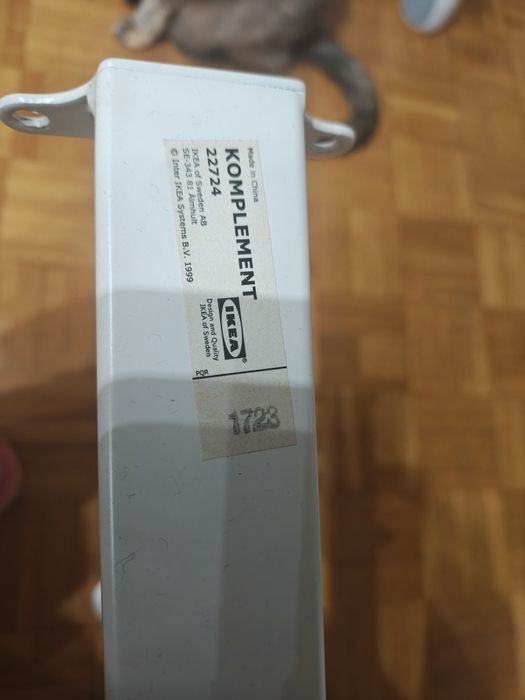 Made in China
KOMPLEMENT
22724
IKEA of Sweden AB
SE-343 81 Älmhult
© Inter IKEA Systems B.V. 1999
IKEA®
Design and Quality
IKEA of Sweden
PQR
1723